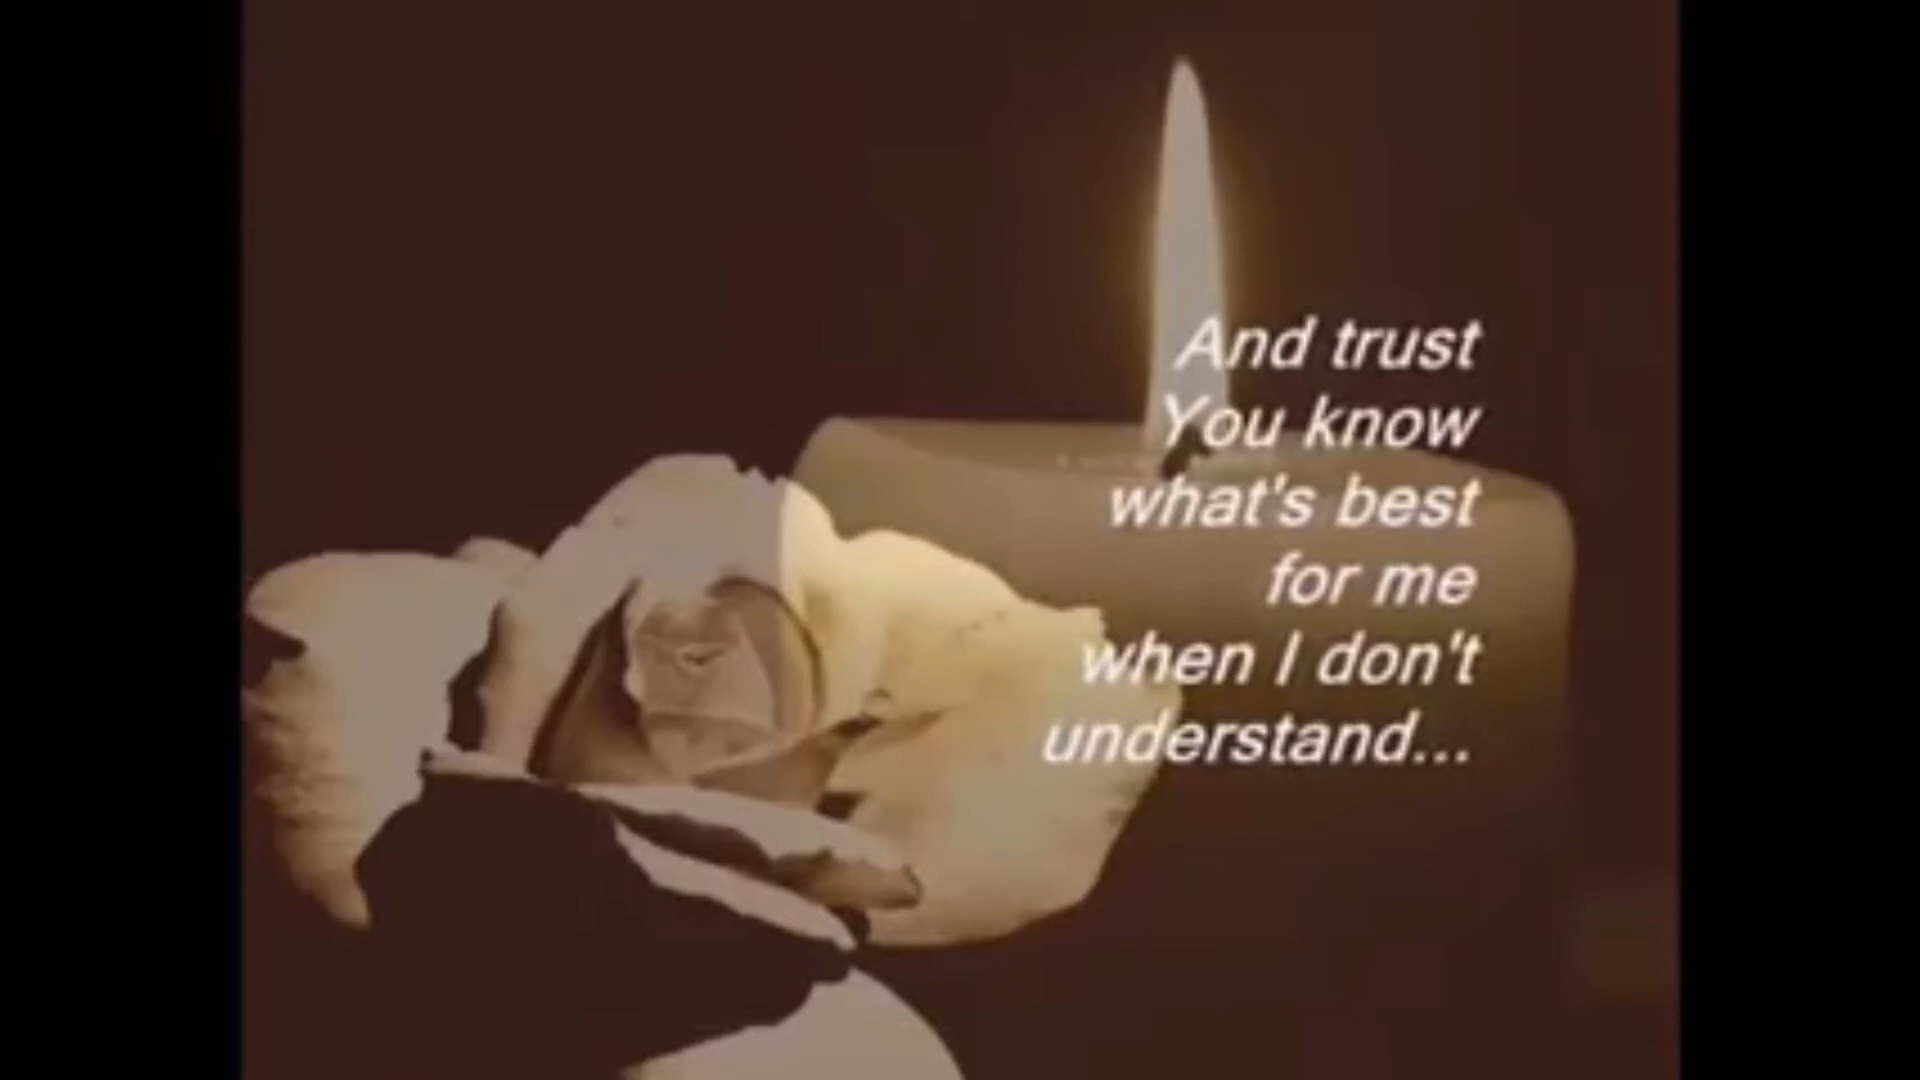 And trust
You know
what's best
for me
when I don't
understand...